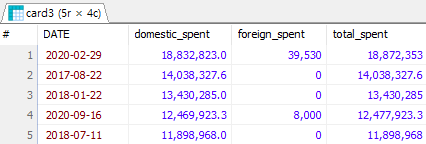 card3 (5r × 4c)
# DATE domestic_spent foreign_spent total_spent
1 2020-02-29 18,832,823.0 39,530 18,872,353
2 2017-08-22 14,038,327.6 0 14,038,327.6
3 2018-01-22 13,430,285.0 0 13,430,285
4 2020-09-16 12,469,923.3 8,000 12,477,923.3
5 2018-07-11 11,898,968.0 0 11,898,968